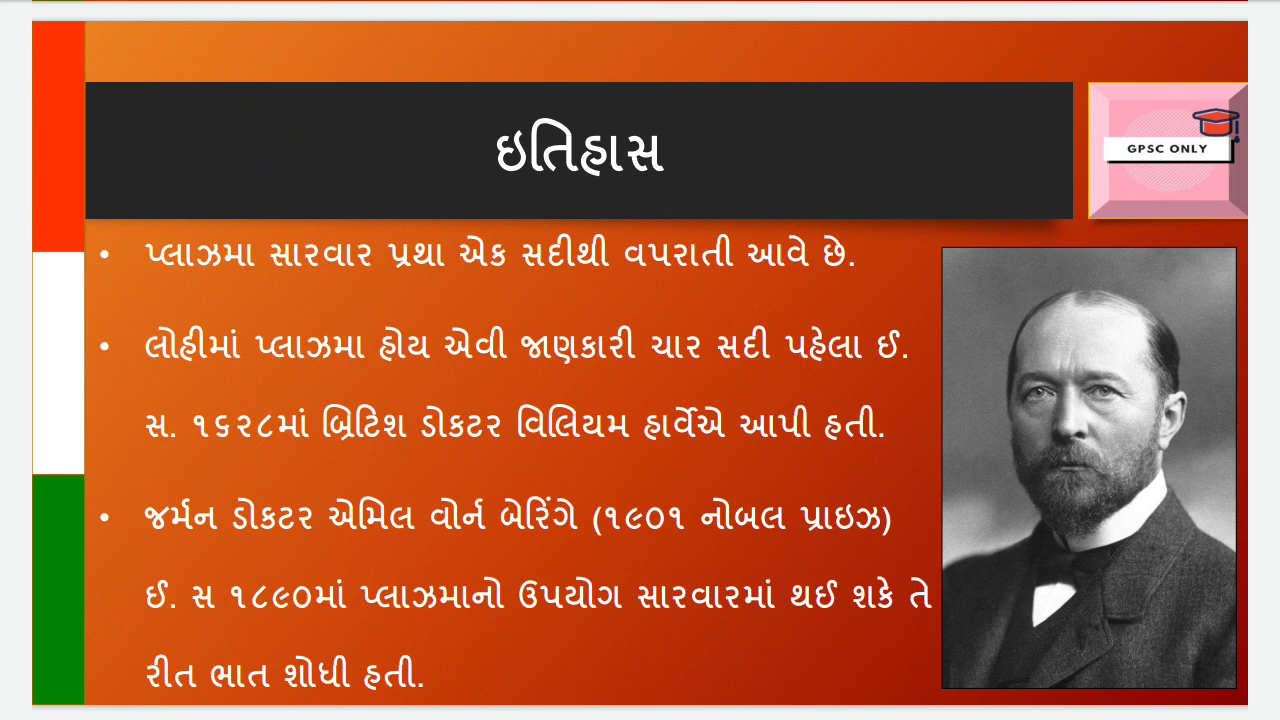 ઇતિહાસ
GPSC ONLY
• પ્લાઝમા સારવાર પ્રથા એક સદીથી વપરાતી આવે છે.
• લોહીમાં પ્લાઝમા હોય એવી જાણકારી ચાર સદી પહેલા ઈ.
સ. ૧૬૨૮માં બ્રિટિશ ડોકટર વિલિયમ હાર્વેએ આપી હતી.
• જર્મન ડોકટર એમિલ વોર્ન બેરિંગે (૧૯૦૧ નોબલ પ્રાઇઝ)
ઈ. સ ૧૮૯૦માં પ્લાઝમાનો ઉપયોગ સારવારમાં થઈ શકે તે
રીત ભાત શોધી હતી.